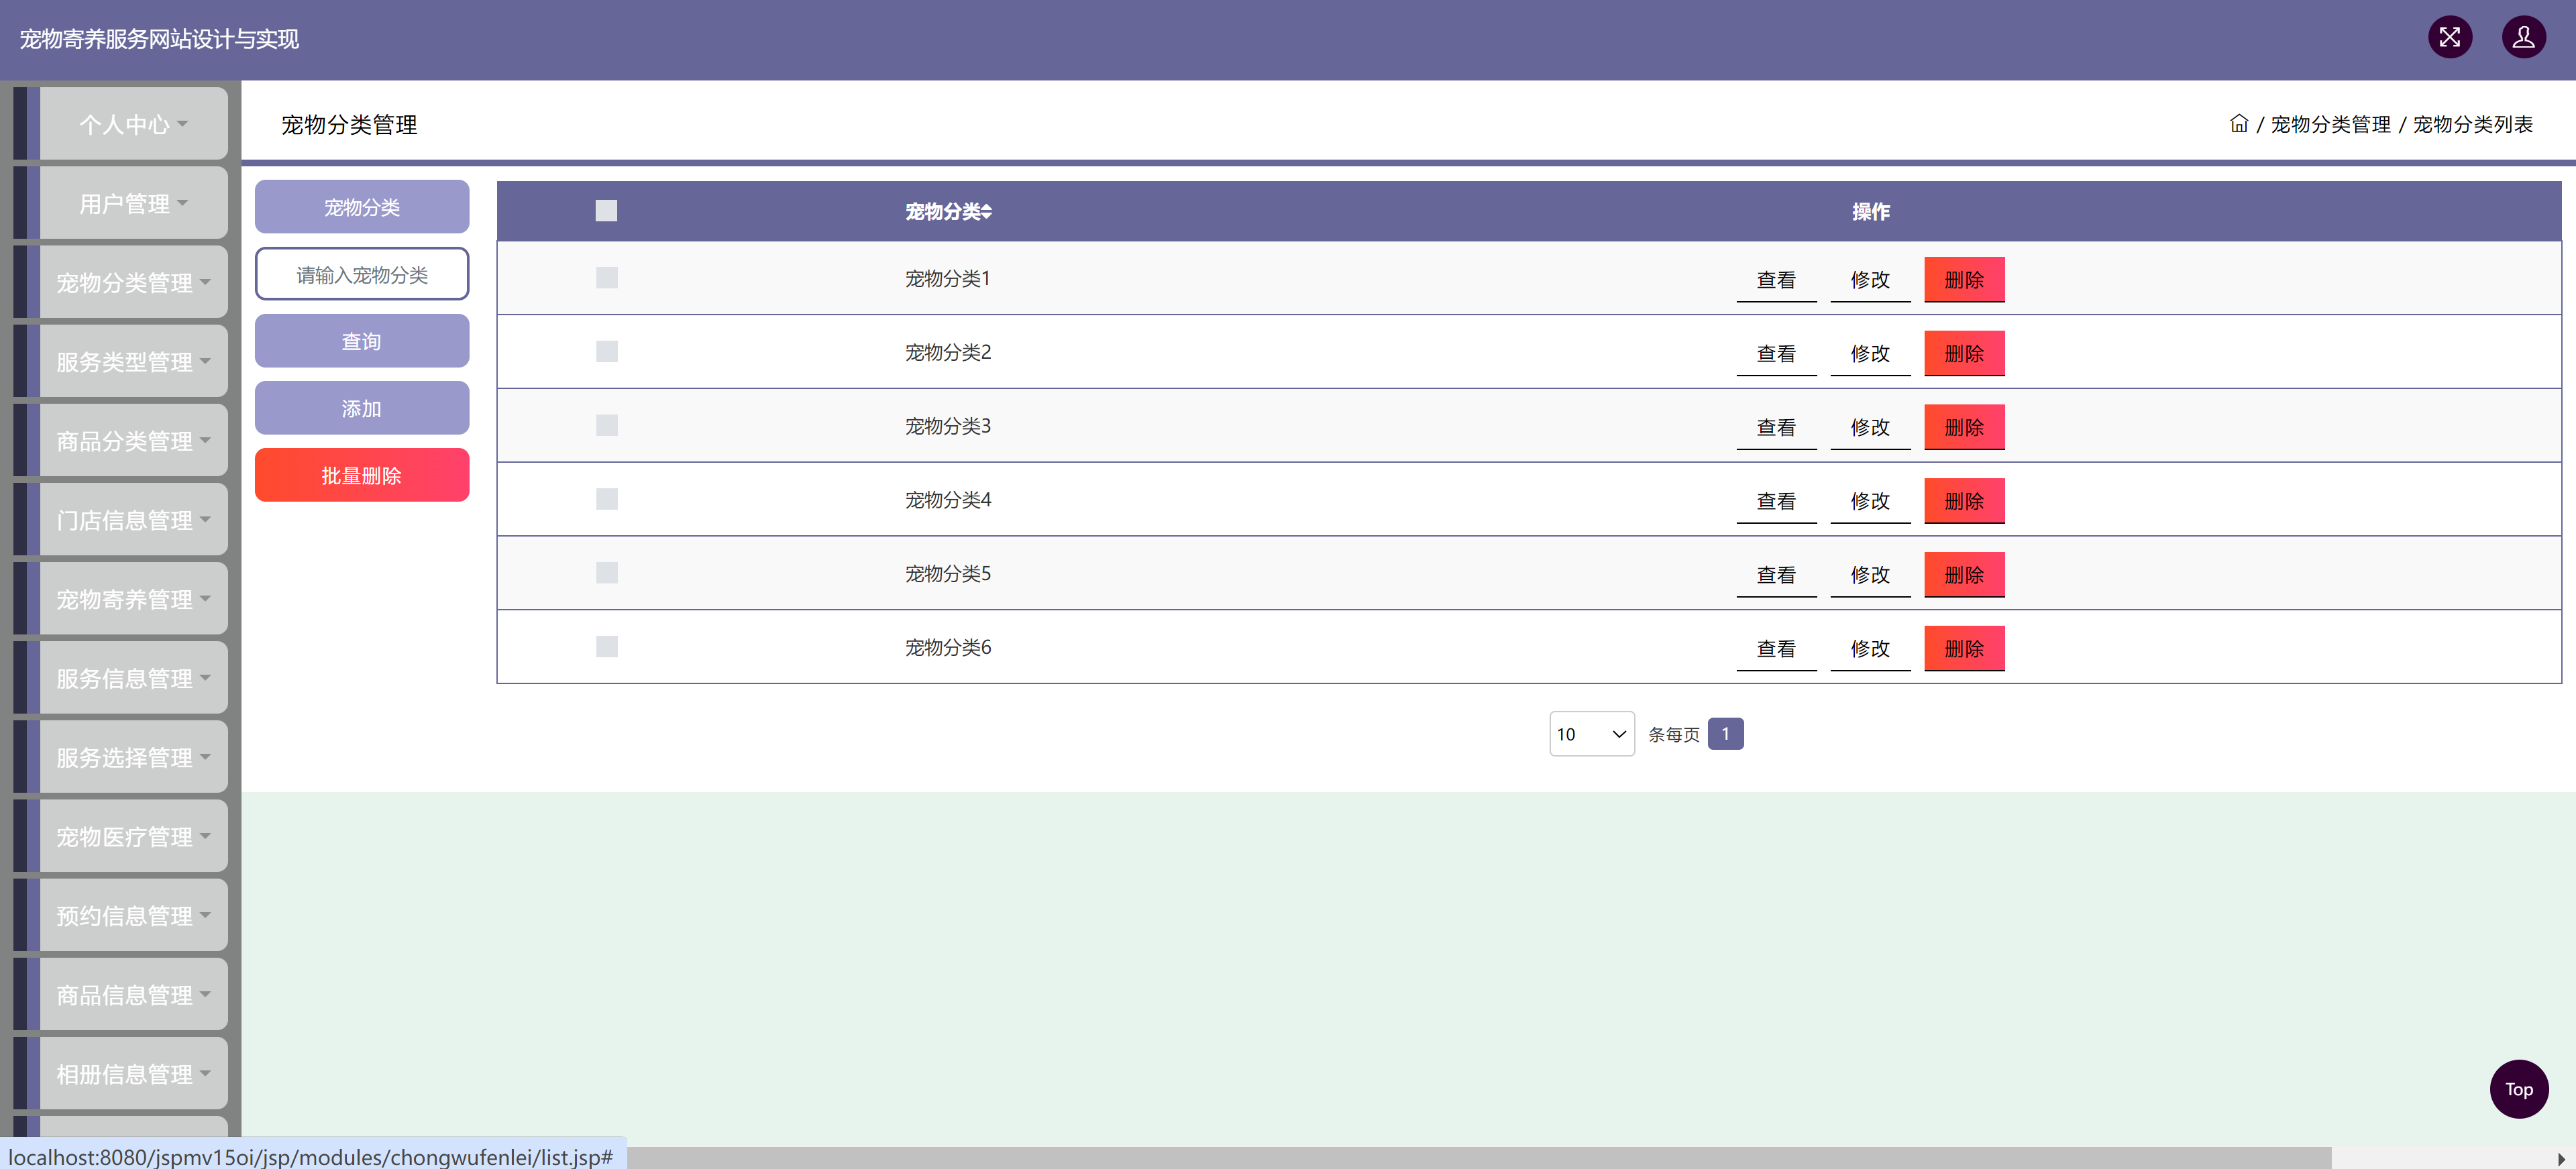 宠物寄养服务网站设计与实现
个人中心
用户管理
宠物分类管理
服务类型管理
商品分类管理
门店信息管理
宠物寄养管理
服务信息管理
服务选择管理
宠物医疗管理
预约信息管理
商品信息管理
相册信息管理
宠物分类管理
/ 宠物分类管理 / 宠物分类列表
宠物分类
请输入宠物分类
查询
添加
批量删除
宠物分类 操作
宠物分类1 查看 修改 删除
宠物分类2 查看 修改 删除
宠物分类3 查看 修改 删除
宠物分类4 查看 修改 删除
宠物分类5 查看 修改 删除
宠物分类6 查看 修改 删除
10 条每页 1
Top
localhost:8080/jspmv15oi/jsp/modules/chongwufenlei/list.jsp#